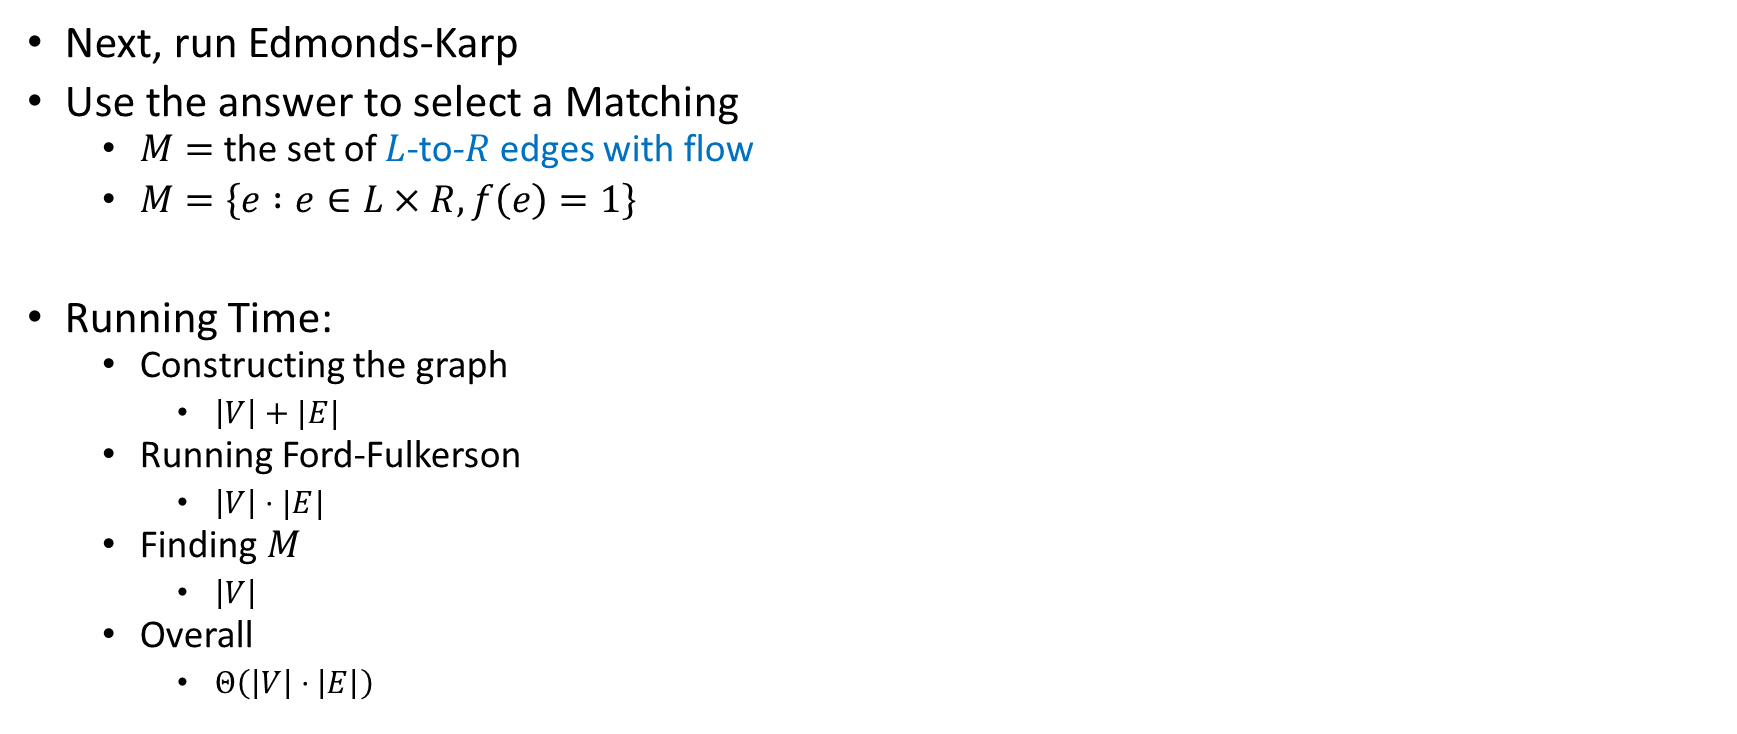 • Next, run Edmonds-Karp
• Use the answer to select a Matching
• 𝑀 = the set of 𝐿-to-𝑅 edges with flow
• 𝑀 = {𝑒 : 𝑒 ∈ 𝐿 × 𝑅, 𝑓(𝑒) = 1}
• Running Time:
• Constructing the graph
• |𝑉| + |𝐸|
• Running Ford-Fulkerson
• |𝑉| ⋅ |𝐸|
• Finding 𝑀
• |𝑉|
• Overall
• Θ(|𝑉| ⋅ |𝐸|)